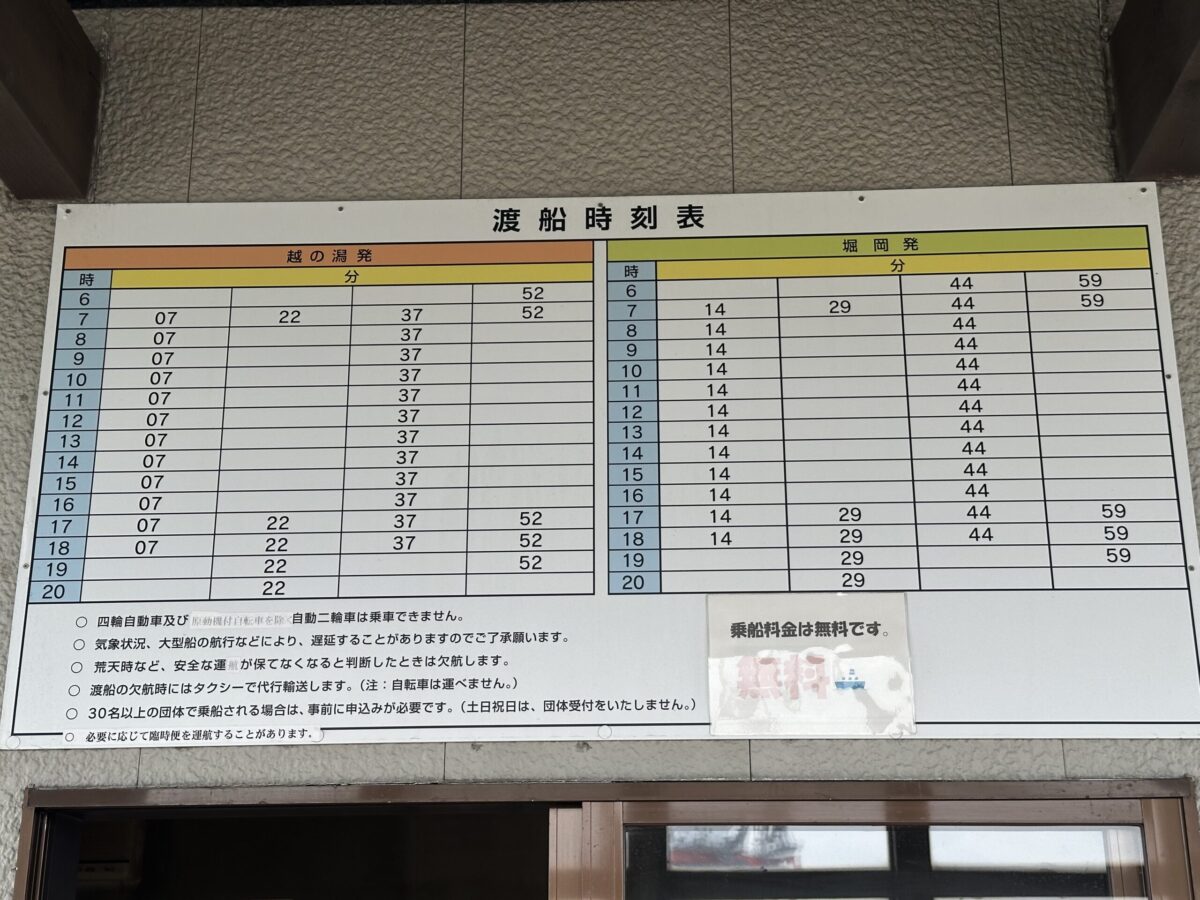 渡船時刻表
越の潟発
時 分
6 52
7 07 22 37 52
8 07 37
9 07 37
10 07 37
11 07 37
12 07 37
13 07 37
14 07 37
15 07 37
16 07 37
17 07 22 37 52
18 07 22 37 52
19 22 52
20 22
堀岡発
時 分
6 44 59
7 14 29 44 59
8 14 44
9 14 44
10 14 44
11 14 44
12 14 44
13 14 44
14 14 44
15 14 44
16 14 44
17 14 29 44 59
18 14 29 44 59
19 29 59
20 29
○ 四輪自動車及び原動機付自転車を除く自動二輪車は乗車できません。
○ 気象状況、大型船の航行などにより、遅延することがありますのでご了承願います。
○ 荒天時など、安全な運航が保てなくなると判断したときは欠航します。
○ 渡船の欠航時にはタクシーで代行輸送します。（注：自転車は運べません。）
○ 30名以上の団体で乗船される場合は、事前に申込みが必要です。（土日祝日は、団体受付をいたしません。）
○ 必要に応じて臨時便を運航することがあります。
乗船料金は無料です。
無料